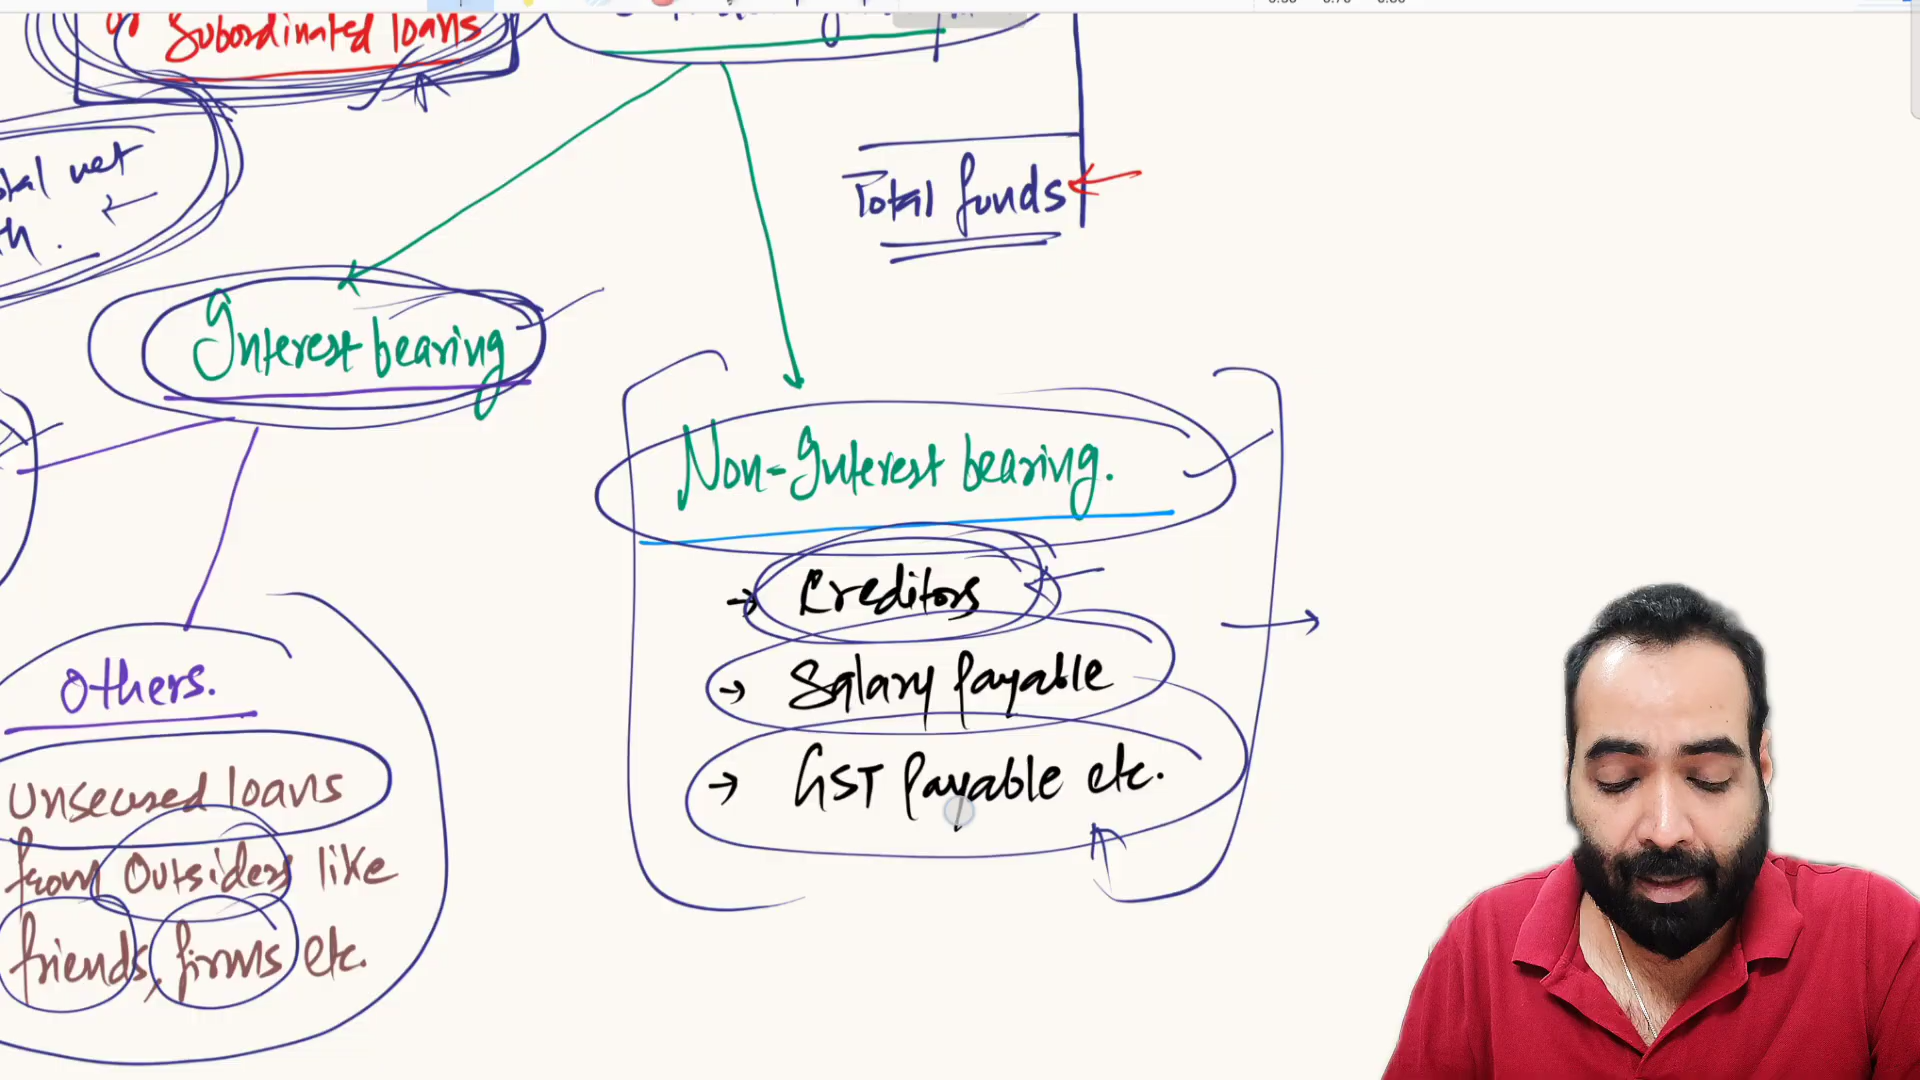 Subordinated loans
Total funds
Interest bearing
Non-Interest bearing.
→ Creditors
→ Salary payable
→ GST payable etc.
Others.
Unsecured loans
from Outsiders like
friends, firms etc.